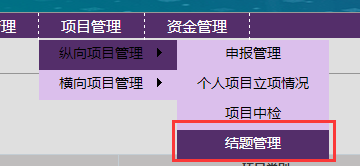 管理 项目管理 资金管理
纵向项目管理 申报管理
横向项目管理 个人项目立项情况
项目中检
结题管理